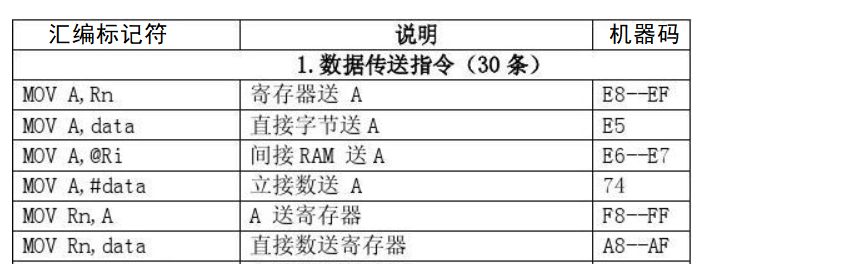 汇编标记符 说明 机器码
1.数据传送指令（30 条）
MOV A,Rn 寄存器送 A E8--EF
MOV A,data 直接字节送 A E5
MOV A,@Ri 间接 RAM 送 A E6--E7
MOV A,#data 立接数送 A 74
MOV Rn,A A 送寄存器 F8--FF
MOV Rn,data 直接数送寄存器 A8--AF